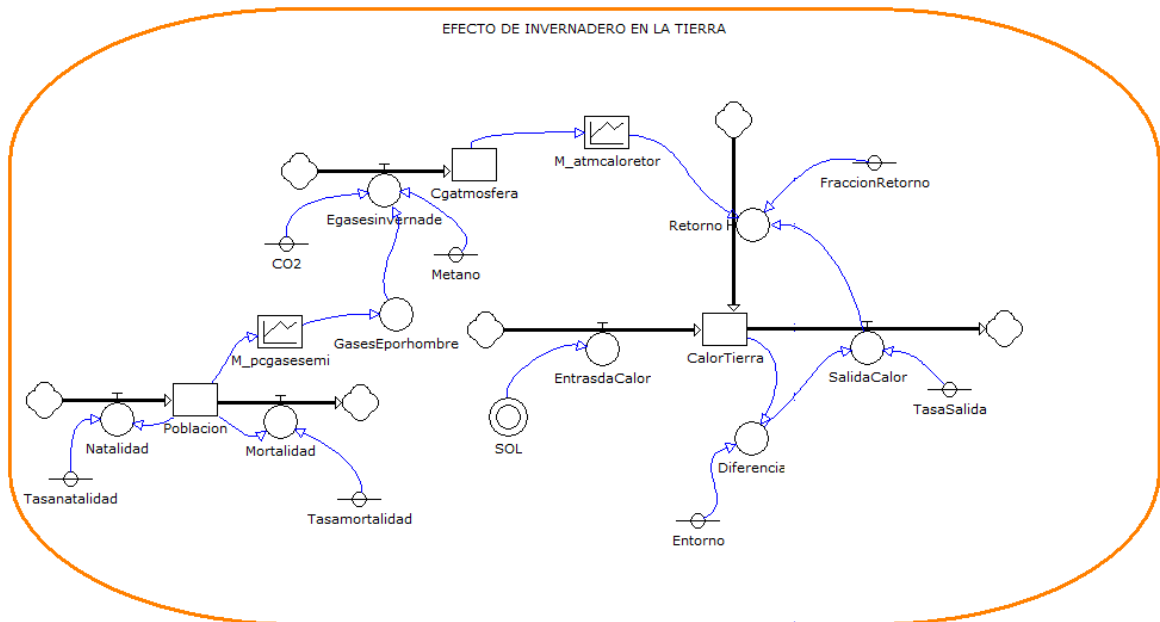 EFECTO DE INVERNADERO EN LA TIERRA
M_atmcaloretor
FraccionRetorno
Cgatmosfera
Egasesinvernade
Retorno H
CO2
Metano
GasesEporhombre
M_pcgasesemi
EntrasdaCalor
CalorTierra
SalidaCalor
TasaSalida
Poblacion
Natalidad
Mortalidad
SOL
Diferencia
Tasanatalidad
Tasamortalidad
Entorno